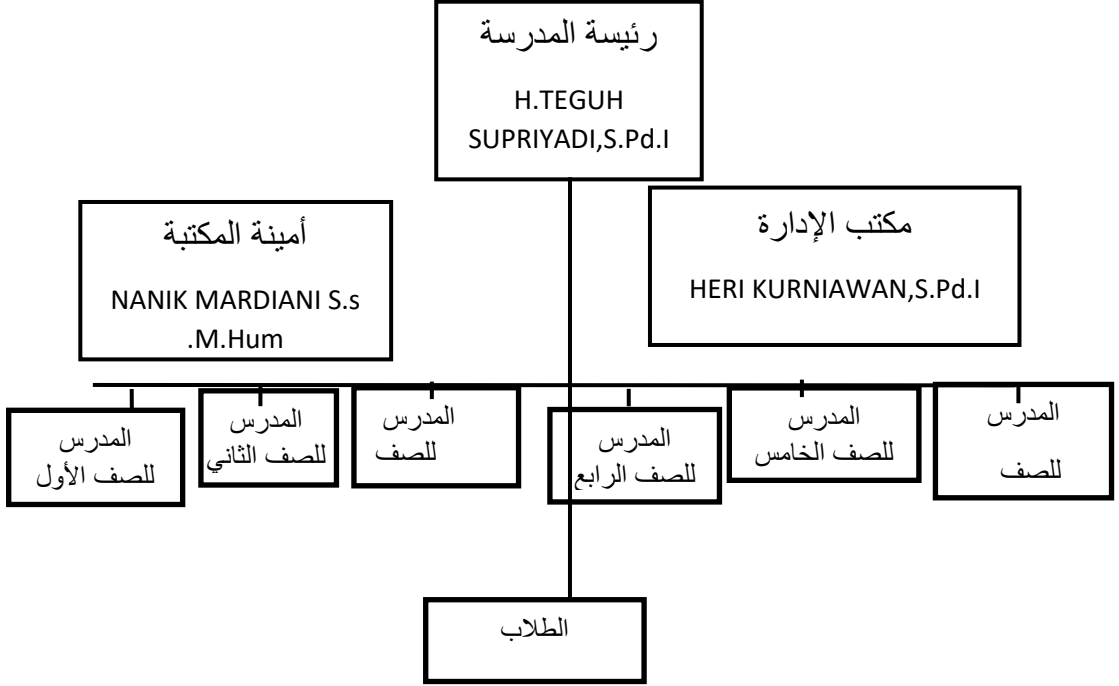 رئيسة المدرسة
H.TEGUH
SUPRIYADI,S.Pd.I
مكتب الإدارة
HERI KURNIAWAN,S.Pd.I
أمينة المكتبة
NANIK MARDIANI S.s
.M.Hum
المدرس
للصف
المدرس
للصف الخامس
المدرس
للصف الرابع
المدرس
للصف
المدرس
للصف الثاني
المدرس
للصف الأول
الطلاب